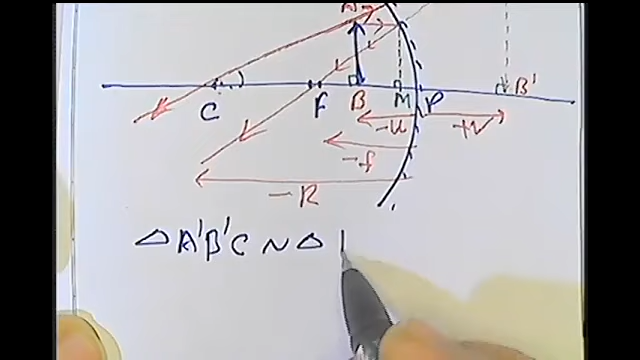 A
C F B M P B'
-u +v
-f
-R
△ A'B'C ~ △